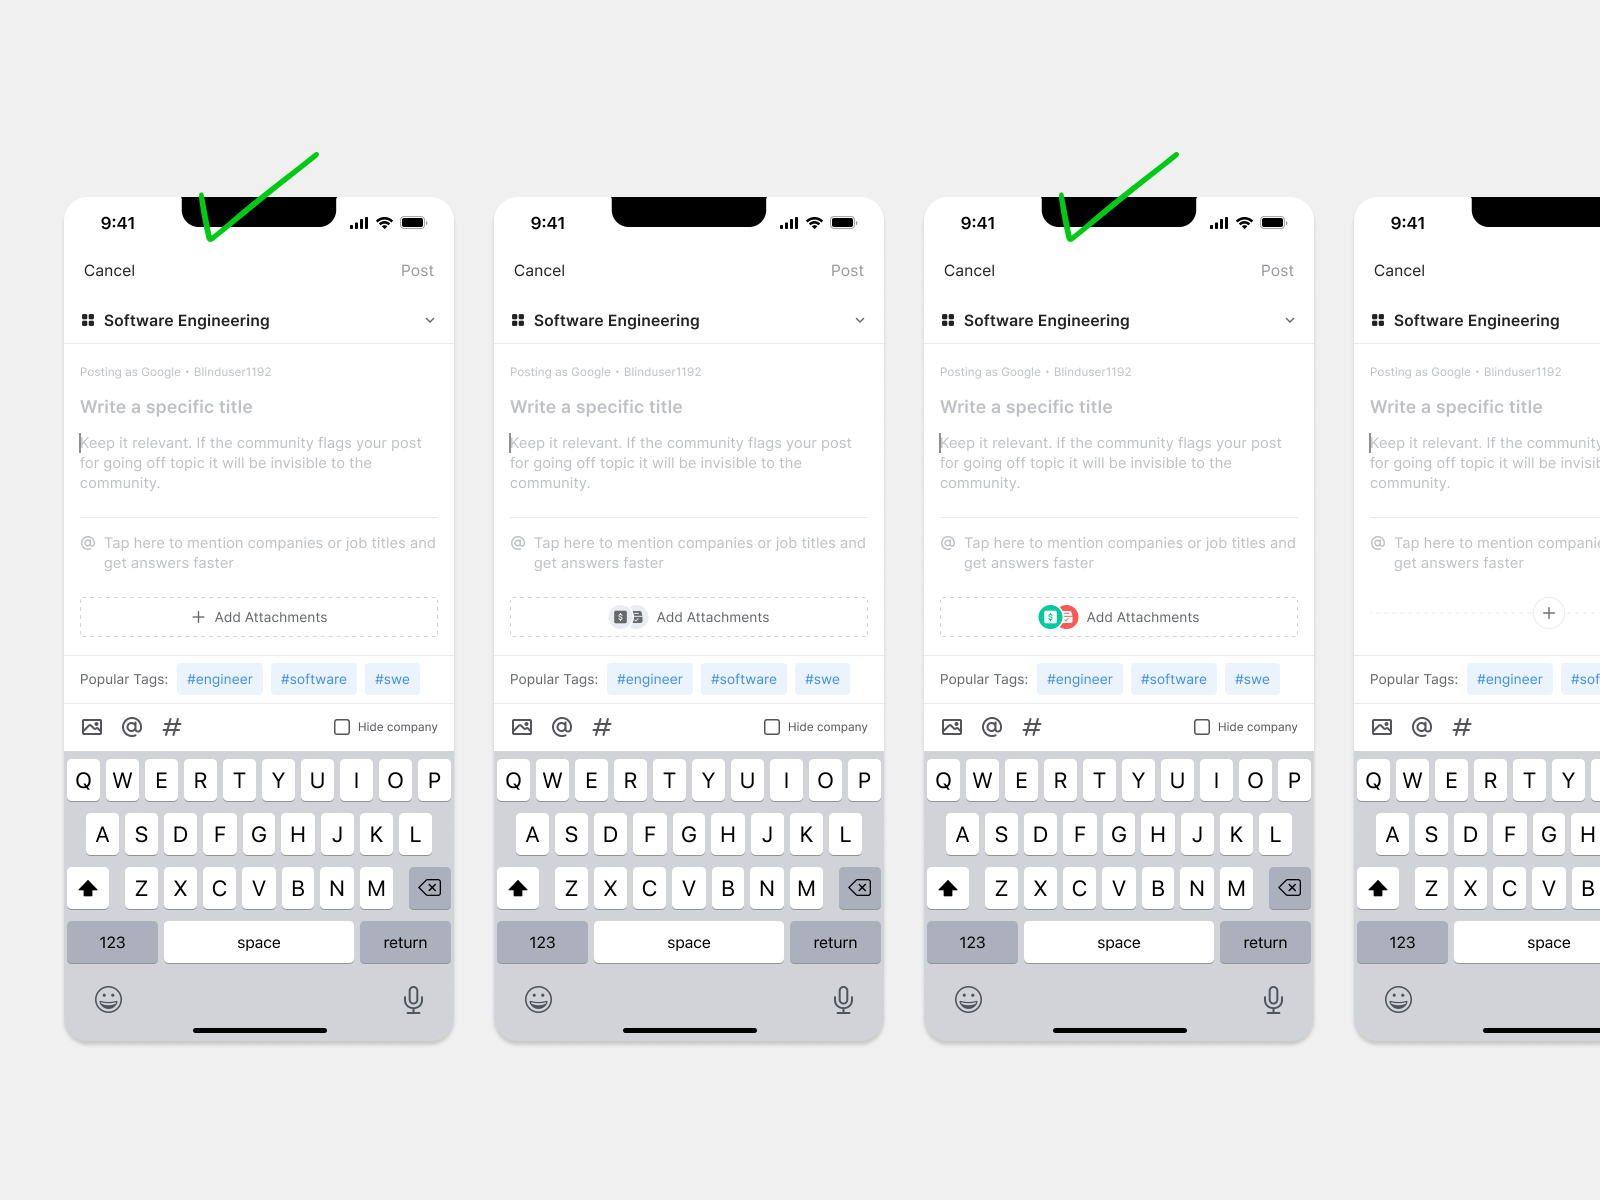 9:41
Cancel Post
Software Engineering
Posting as Google • Blinduser1192
Write a specific title
Keep it relevant. If the community flags your post
for going off topic it will be invisible to the
community.
@ Tap here to mention companies or job titles and
get answers faster
+ Add Attachments
Popular Tags: #engineer #software #swe
@ # Hide company
Q W E R T Y U I O P
A S D F G H J K L
Z X C V B N M
123 space return
9:41
Cancel Post
Software Engineering
Posting as Google • Blinduser1192
Write a specific title
Keep it relevant. If the community flags your post
for going off topic it will be invisible to the
community.
@ Tap here to mention companies or job titles and
get answers faster
$ Add Attachments
Popular Tags: #engineer #software #swe
@ # Hide company
Q W E R T Y U I O P
A S D F G H J K L
Z X C V B N M
123 space return
9:41
Cancel Post
Software Engineering
Posting as Google • Blinduser1192
Write a specific title
Keep it relevant. If the community flags your post
for going off topic it will be invisible to the
community.
@ Tap here to mention companies or job titles and
get answers faster
$ Add Attachments
Popular Tags: #engineer #software #swe
@ # Hide company
Q W E R T Y U I O P
A S D F G H J K L
Z X C V B N M
123 space return
9:41
Cancel
Software Engineering
Posting as Google • Blinduser1192
Write a specific title
Keep it relevant. If the community
for going off topic it will be
community.
@ Tap here to mention
get answers faster
+
Popular Tags: #engineer
@ #
Q W E R T Y
A S D F G H
Z X C V B
123 space